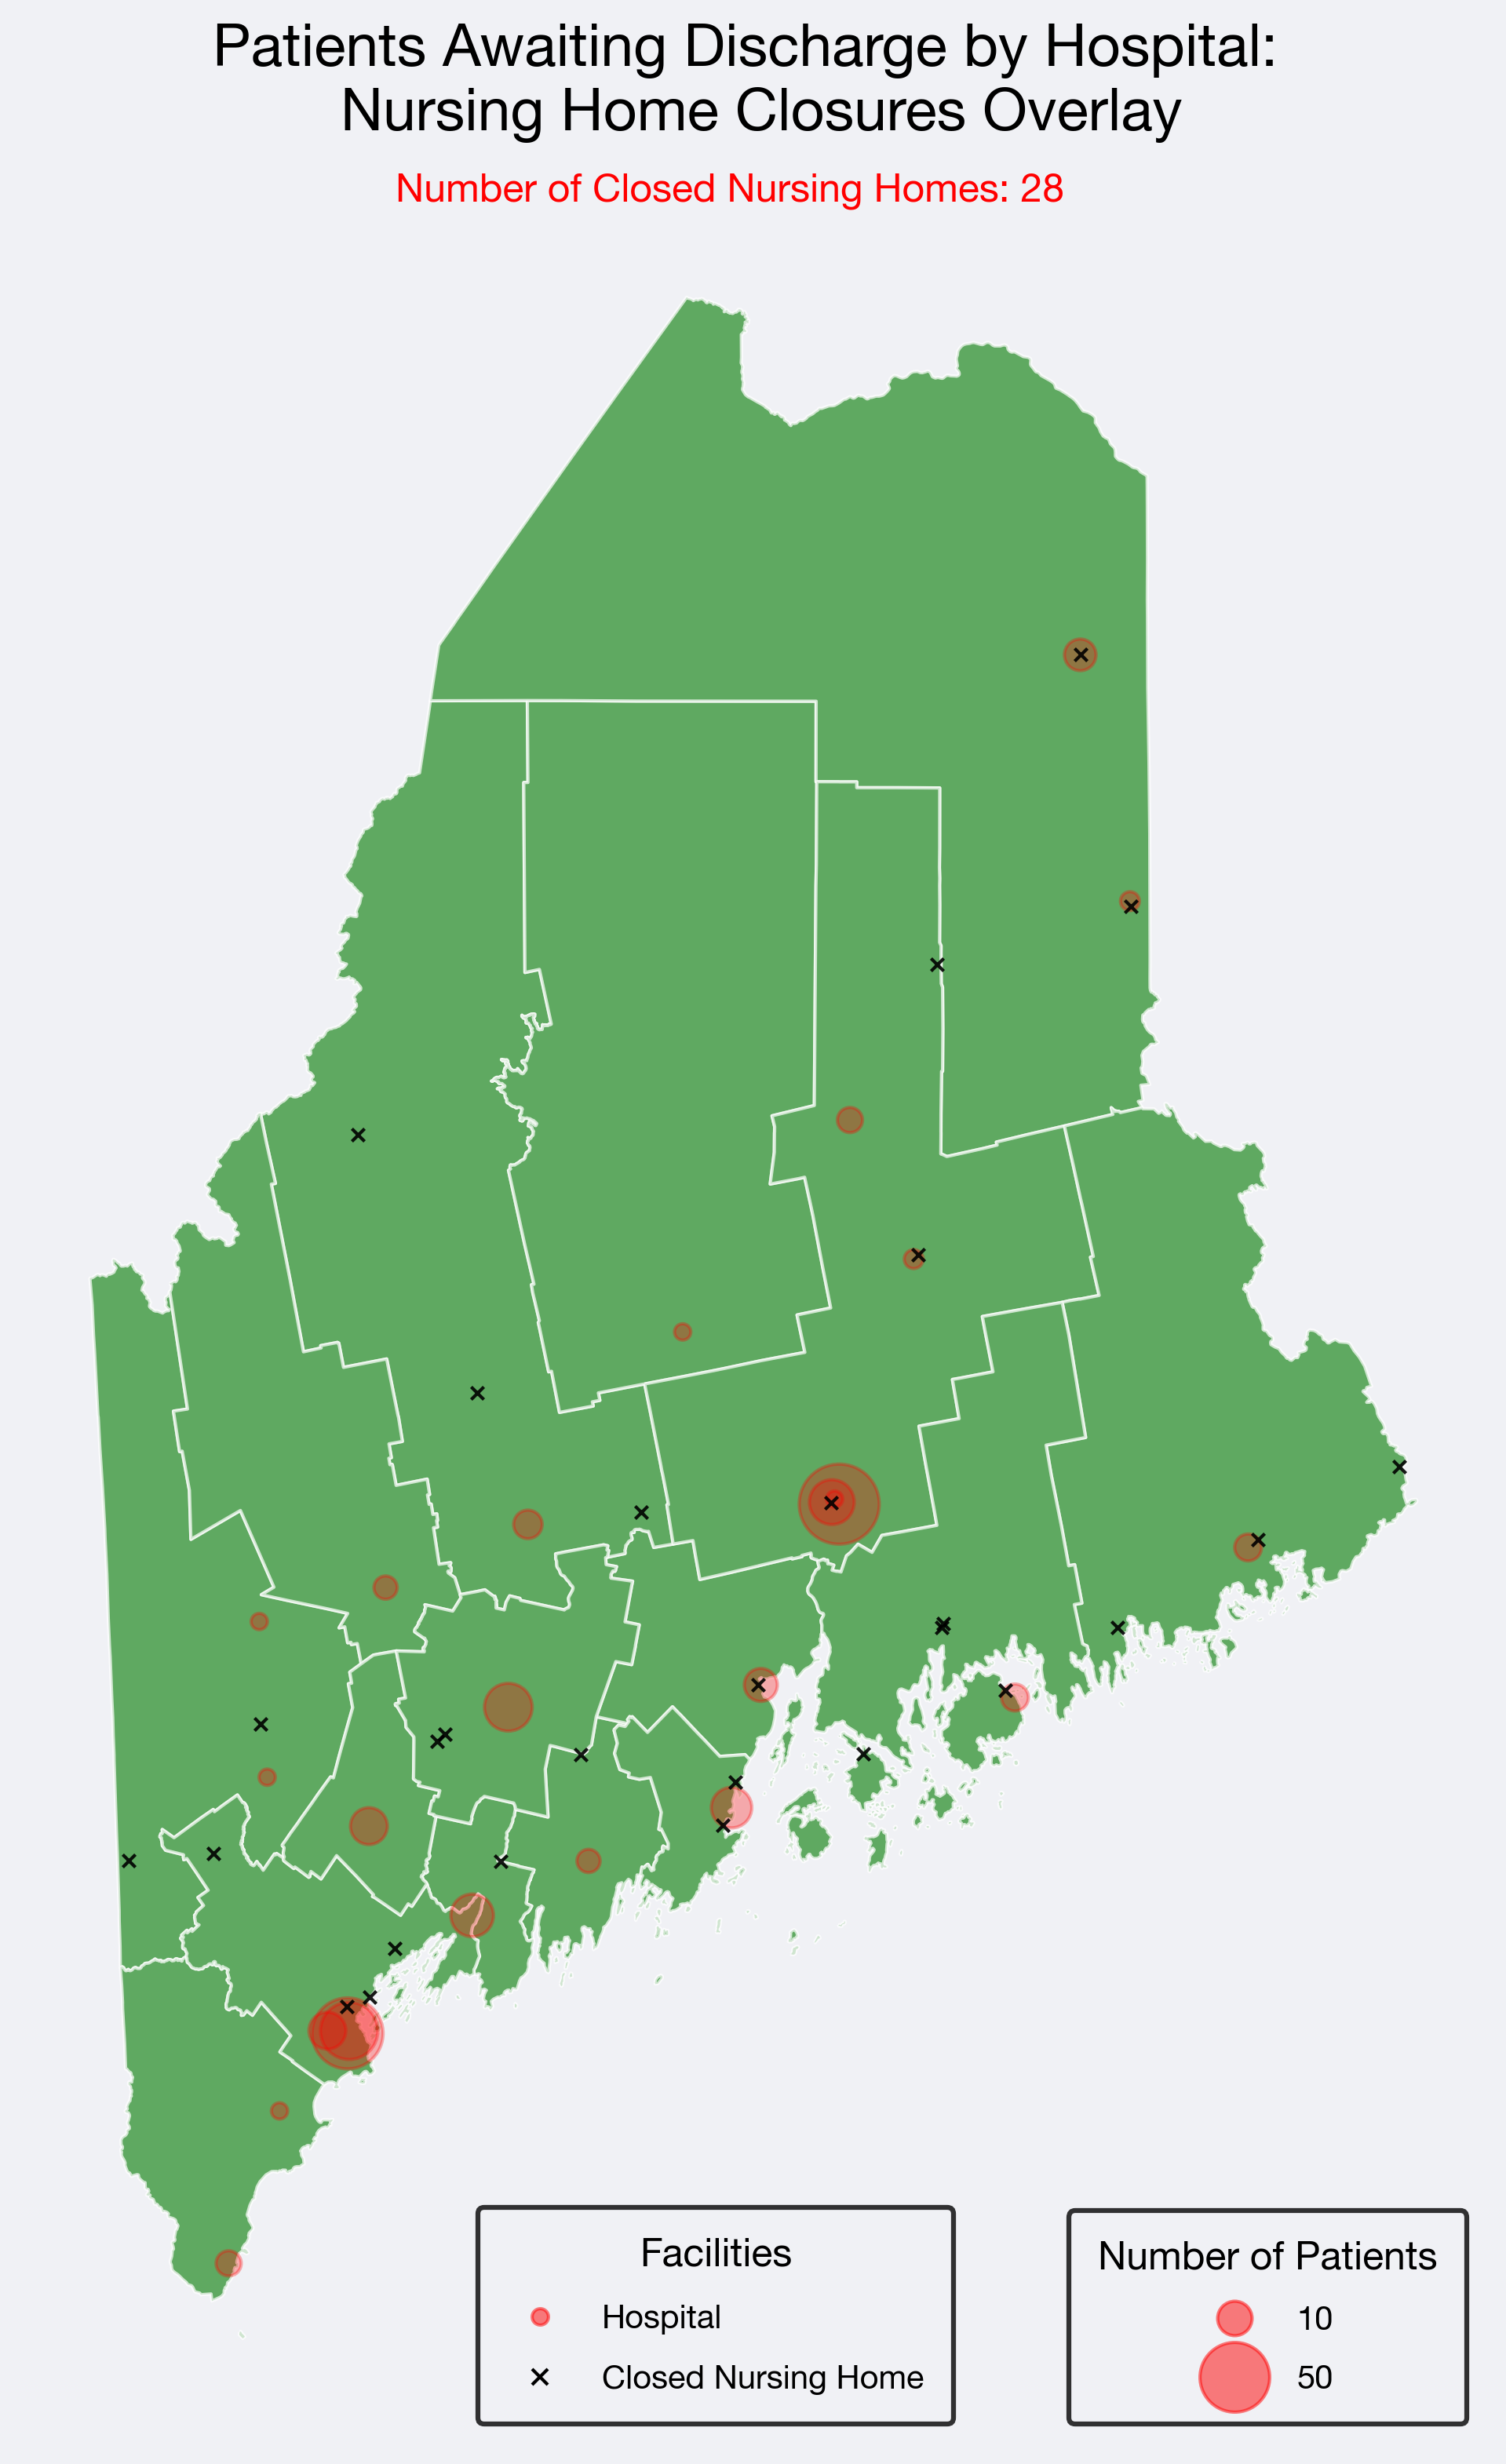 Patients Awaiting Discharge by Hospital:
Nursing Home Closures Overlay
Number of Closed Nursing Homes: 28
Facilities
Hospital
Closed Nursing Home
Number of Patients
10
50